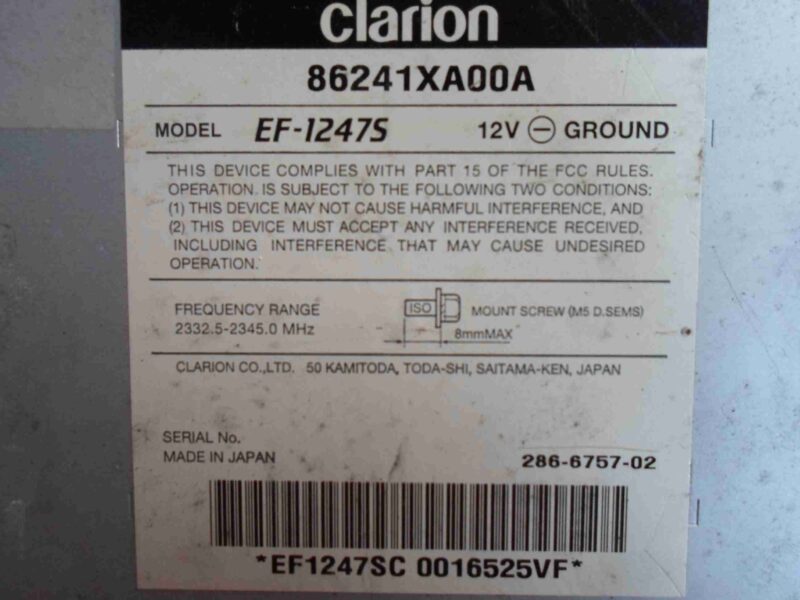 clarion
86241XA00A
MODEL EF-1247S 12V ⊖ GROUND
THIS DEVICE COMPLIES WITH PART 15 OF THE FCC RULES.
OPERATION IS SUBJECT TO THE FOLLOWING TWO CONDITIONS:
(1) THIS DEVICE MAY NOT CAUSE HARMFUL INTERFERENCE, AND
(2) THIS DEVICE MUST ACCEPT ANY INTERFERENCE RECEIVED,
INCLUDING INTERFERENCE THAT MAY CAUSE UNDESIRED
OPERATION.
FREQUENCY RANGE
2332.5-2345.0 MHz
ISO
MOUNT SCREW (M5 D.SEMS)
8mmMAX
CLARION CO.,LTD. 50 KAMITODA, TODA-SHI, SAITAMA-KEN, JAPAN
SERIAL No.
MADE IN JAPAN
286-6757-02
*EF1247SC 0016525VF*